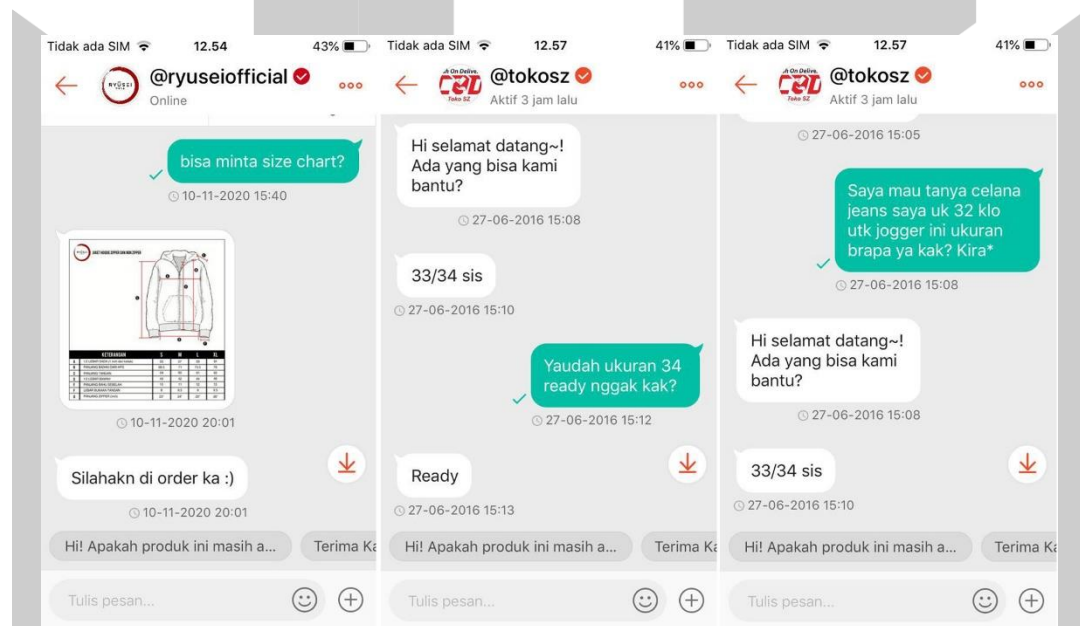 Tidak ada SIM 12.54 43%
@ryuseiofficial
Online
bisa minta size chart?
10-11-2020 15:40
KETERANGAN S M L XL
10-11-2020 20:01
Silahakn di order ka :)
10-11-2020 20:01
Hi! Apakah produk ini masih a... Terima Ka
Tulis pesan...
Tidak ada SIM 12.57 41%
Toko SZ
@tokosz
Aktif 3 jam lalu
Hi selamat datang~!
Ada yang bisa kami
bantu?
27-06-2016 15:08
33/34 sis
27-06-2016 15:10
Yaudah ukuran 34
ready nggak kak?
27-06-2016 15:12
Ready
27-06-2016 15:13
Hi! Apakah produk ini masih a... Terima Ka
Tulis pesan...
Tidak ada SIM 12.57 41%
Toko SZ
@tokosz
Aktif 3 jam lalu
27-06-2016 15:05
Saya mau tanya celana
jeans saya uk 32 klo
utk jogger ini ukuran
brapa ya kak? Kira*
27-06-2016 15:08
Hi selamat datang~!
Ada yang bisa kami
bantu?
27-06-2016 15:08
33/34 sis
27-06-2016 15:10
Hi! Apakah produk ini masih a... Terima Ka
Tulis pesan...